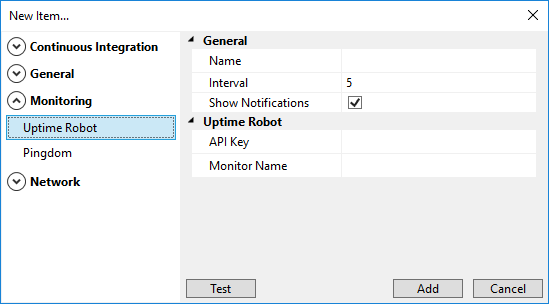 New Item...
Continuous Integration
General
Monitoring
Uptime Robot
Pingdom
Network
General
Name
Interval 5
Show Notifications
Uptime Robot
API Key
Monitor Name
Test Add Cancel